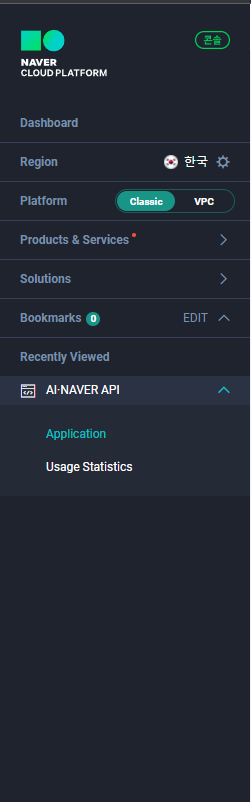 콘솔
NAVER
CLOUD PLATFORM
Dashboard
Region 한국
Platform Classic VPC
Products & Services
Solutions
Bookmarks 0 EDIT
Recently Viewed
AI·NAVER API
Application
Usage Statistics